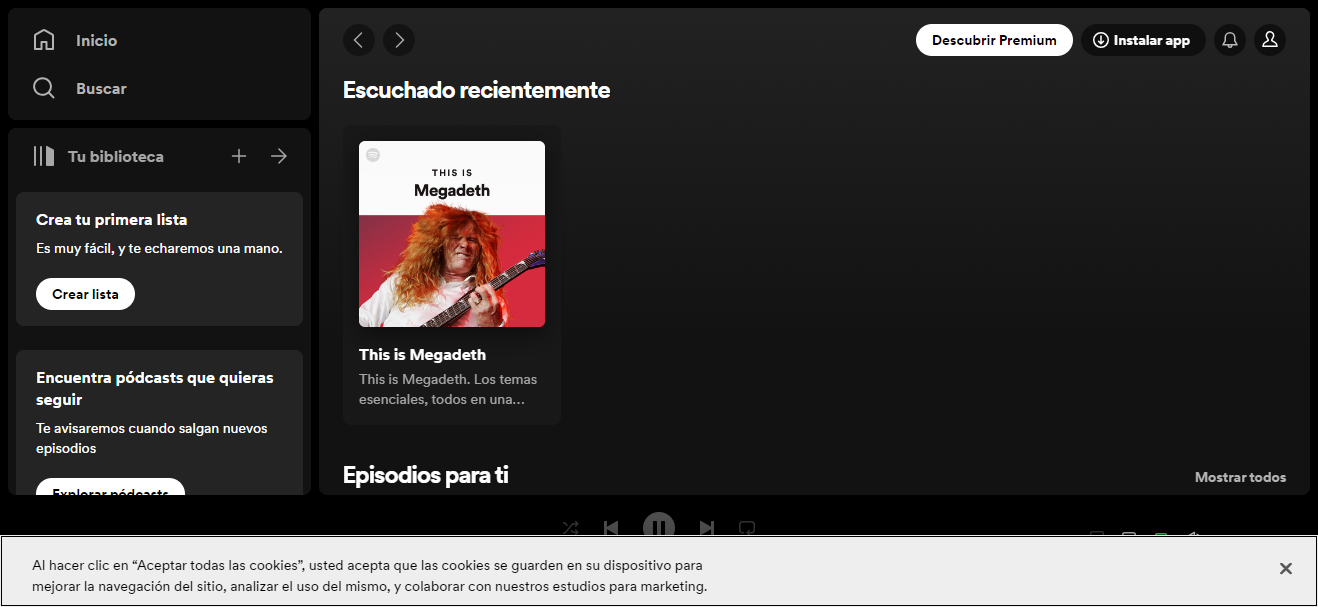 Inicio
Buscar
Tu biblioteca
Crea tu primera lista
Es muy fácil, y te echaremos una mano.
Crear lista
Encuentra pódcasts que quieras
seguir
Te avisaremos cuando salgan nuevos
episodios
Explorar pódcasts
Descubrir Premium
Instalar app
Escuchado recientemente
THIS IS
Megadeth
This is Megadeth
This is Megadeth. Los temas
esenciales, todos en una...
Episodios para ti
Mostrar todos
Al hacer clic en “Aceptar todas las cookies”, usted acepta que las cookies se guarden en su dispositivo para
mejorar la navegación del sitio, analizar el uso del mismo, y colaborar con nuestros estudios para marketing.